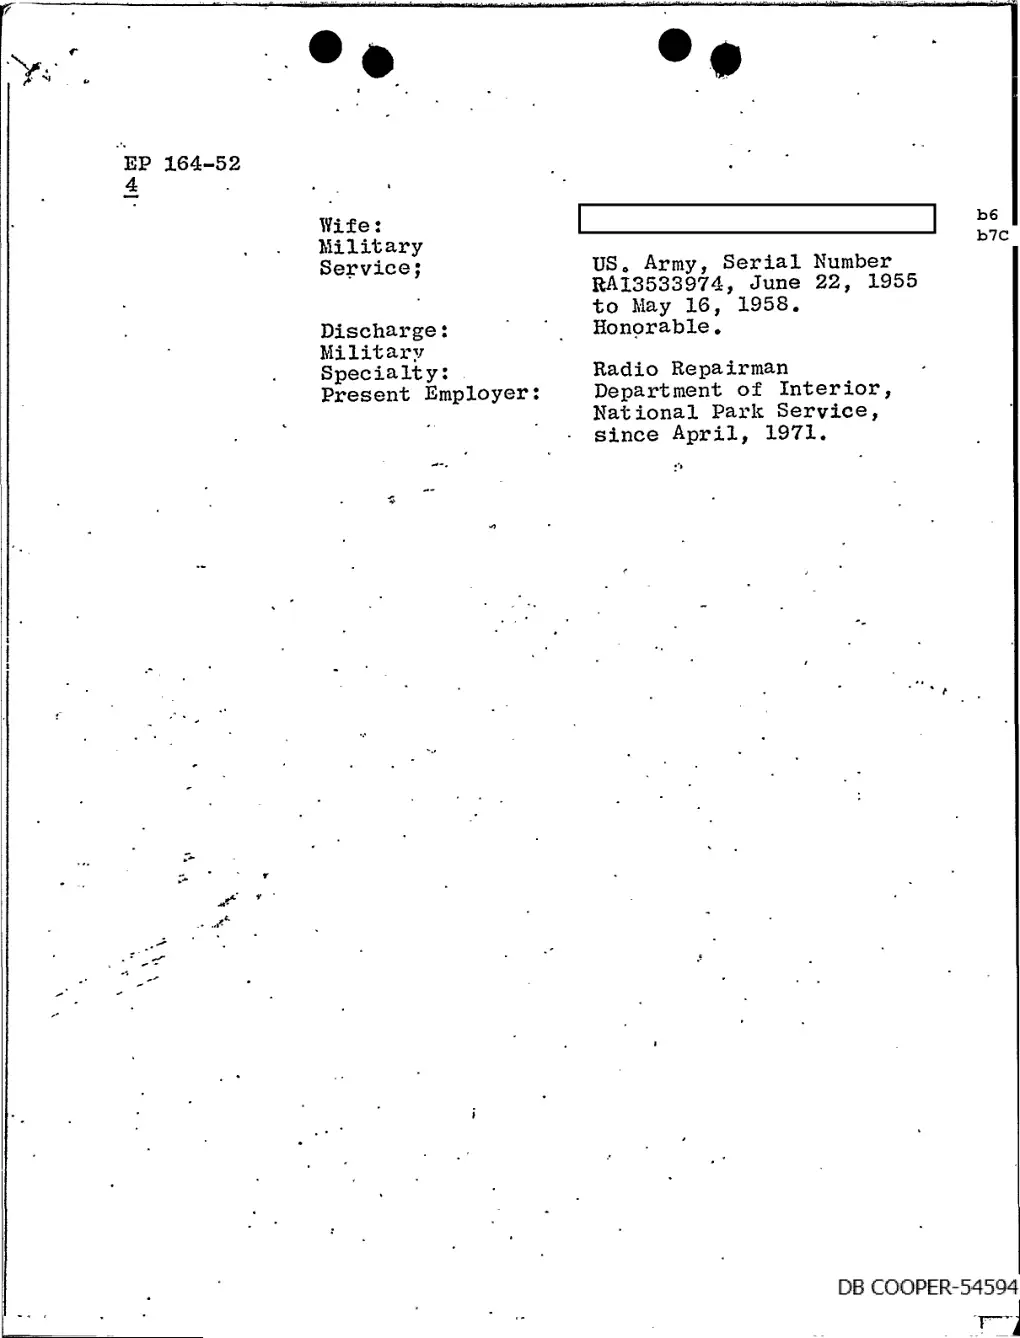 EP 164-52
4
b6
b7C
Wife:
Military
Service;
US. Army, Serial Number
RA13533974, June 22, 1955
to May 16, 1958.
Discharge:
Honorable.
Military
Specialty:
Radio Repairman
Present Employer:
Department of Interior,
National Park Service,
since April, 1971.
DB COOPER-54594